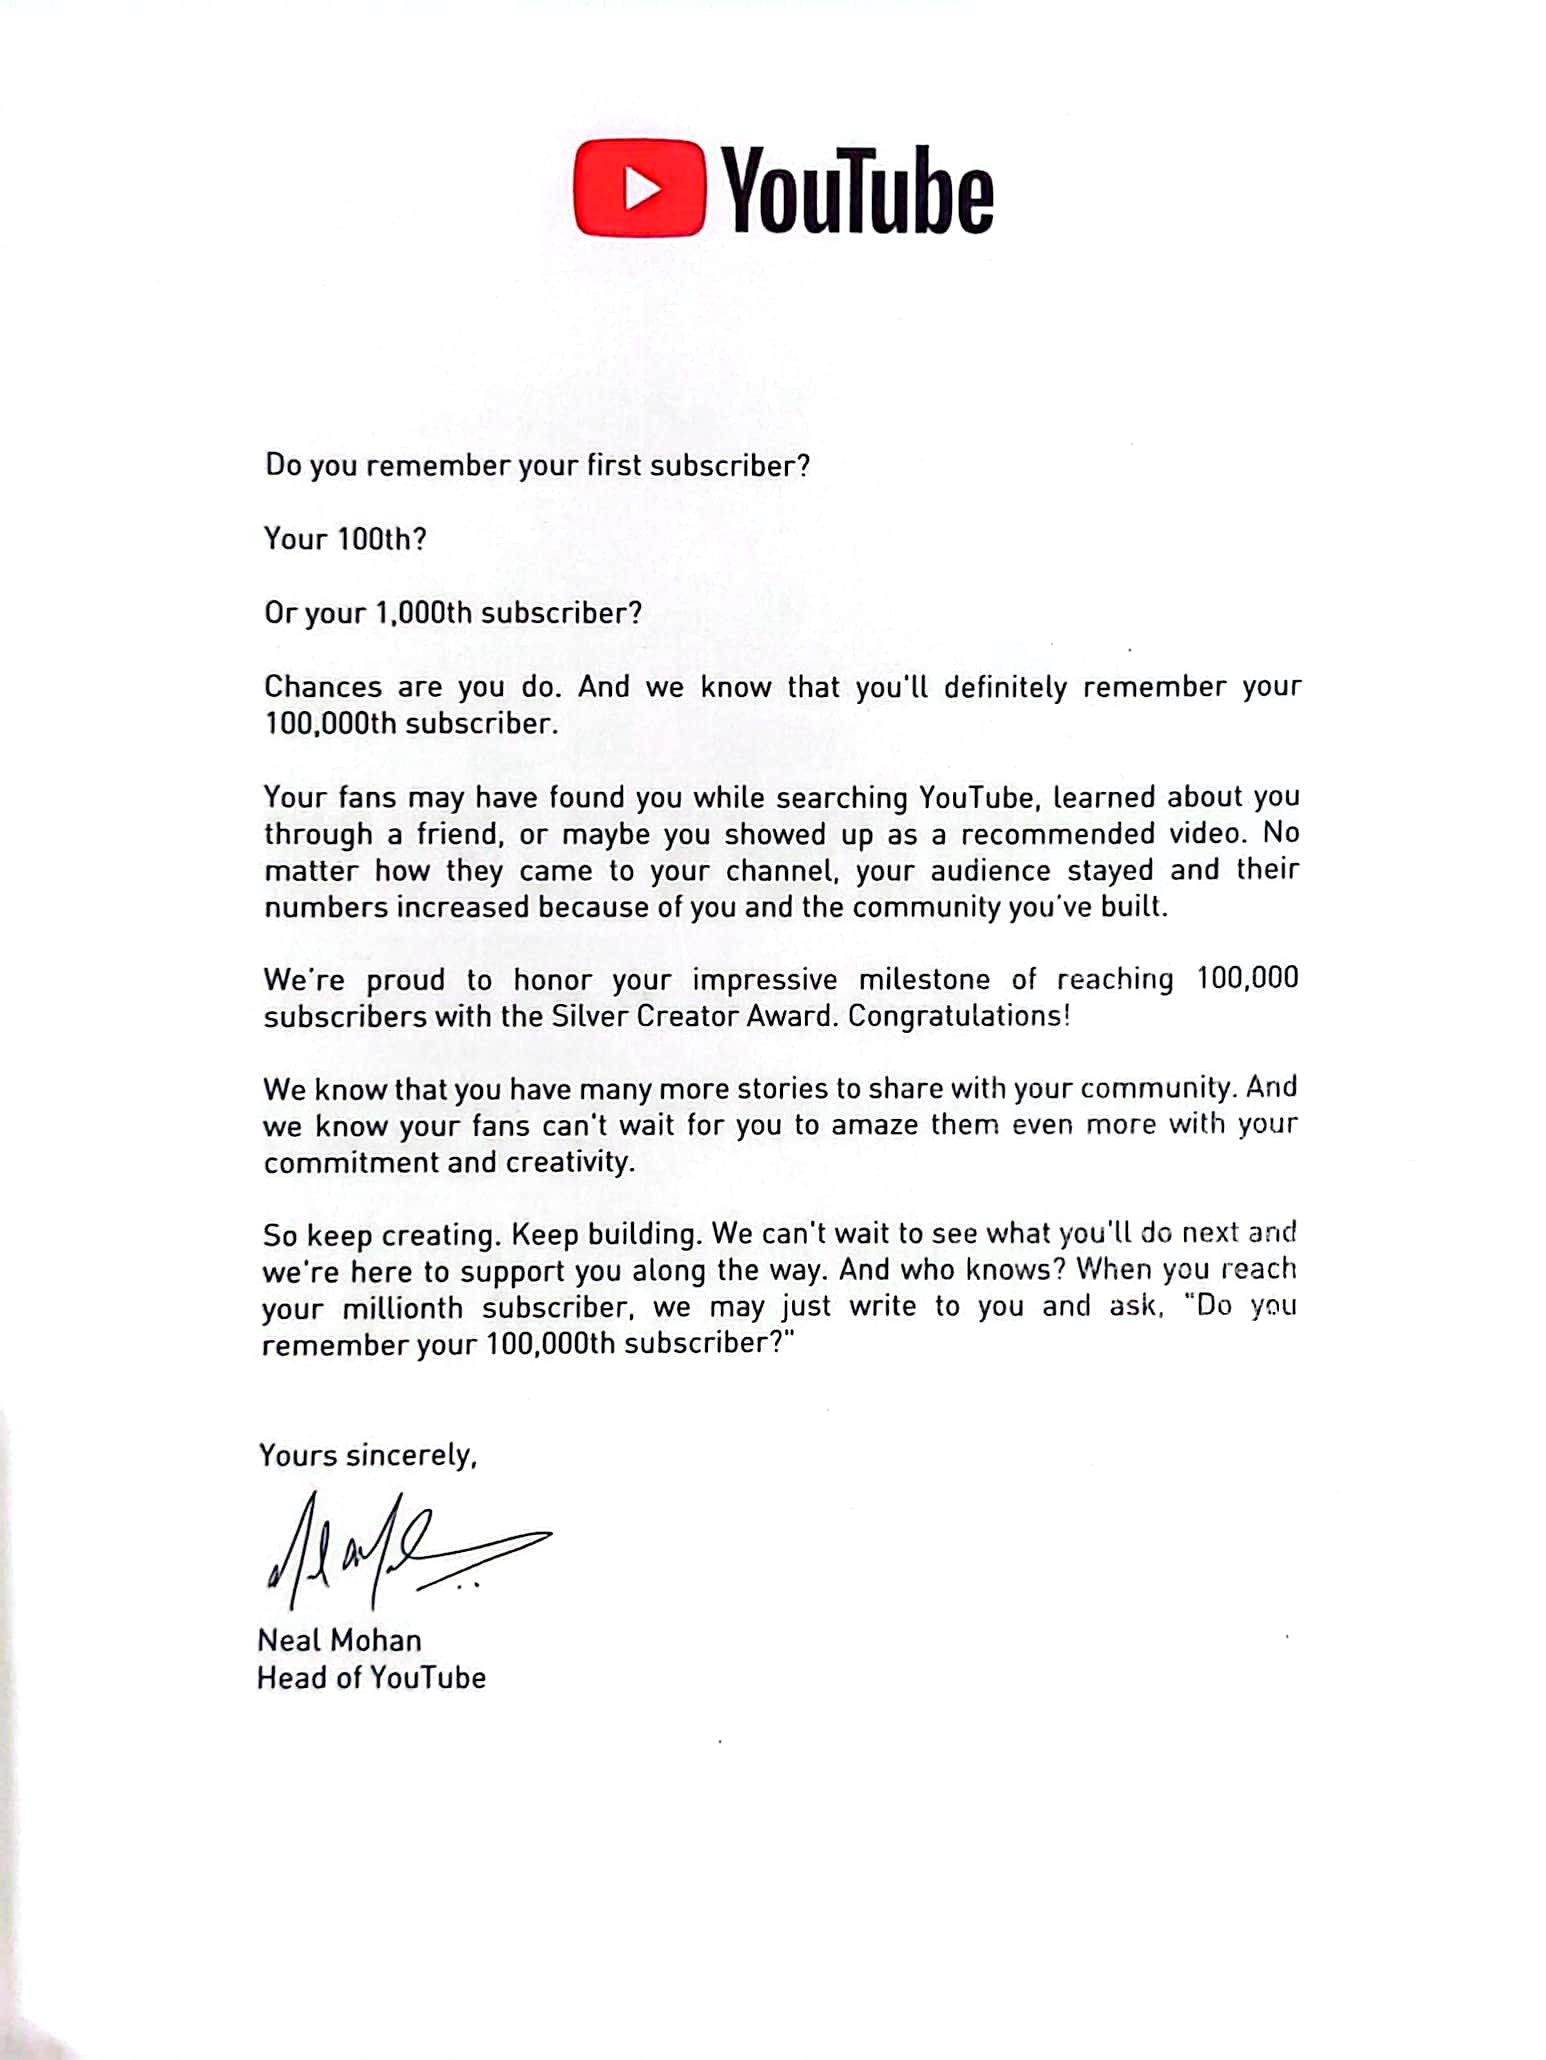 YouTube
Do you remember your first subscriber?
Your 100th?
Or your 1,000th subscriber?
Chances are you do. And we know that you'll definitely remember your
100,000th subscriber.
Your fans may have found you while searching YouTube, learned about you
through a friend, or maybe you showed up as a recommended video. No
matter how they came to your channel, your audience stayed and their
numbers increased because of you and the community you've built.
We're proud to honor your impressive milestone of reaching 100,000
subscribers with the Silver Creator Award. Congratulations!
We know that you have many more stories to share with your community. And
we know your fans can't wait for you to amaze them even more with your
commitment and creativity.
So keep creating. Keep building. We can't wait to see what you'll do next and
we're here to support you along the way. And who knows? When you reach
your millionth subscriber, we may just write to you and ask, "Do you
remember your 100,000th subscriber?"
Yours sincerely,
Neal Mohan
Head of YouTube